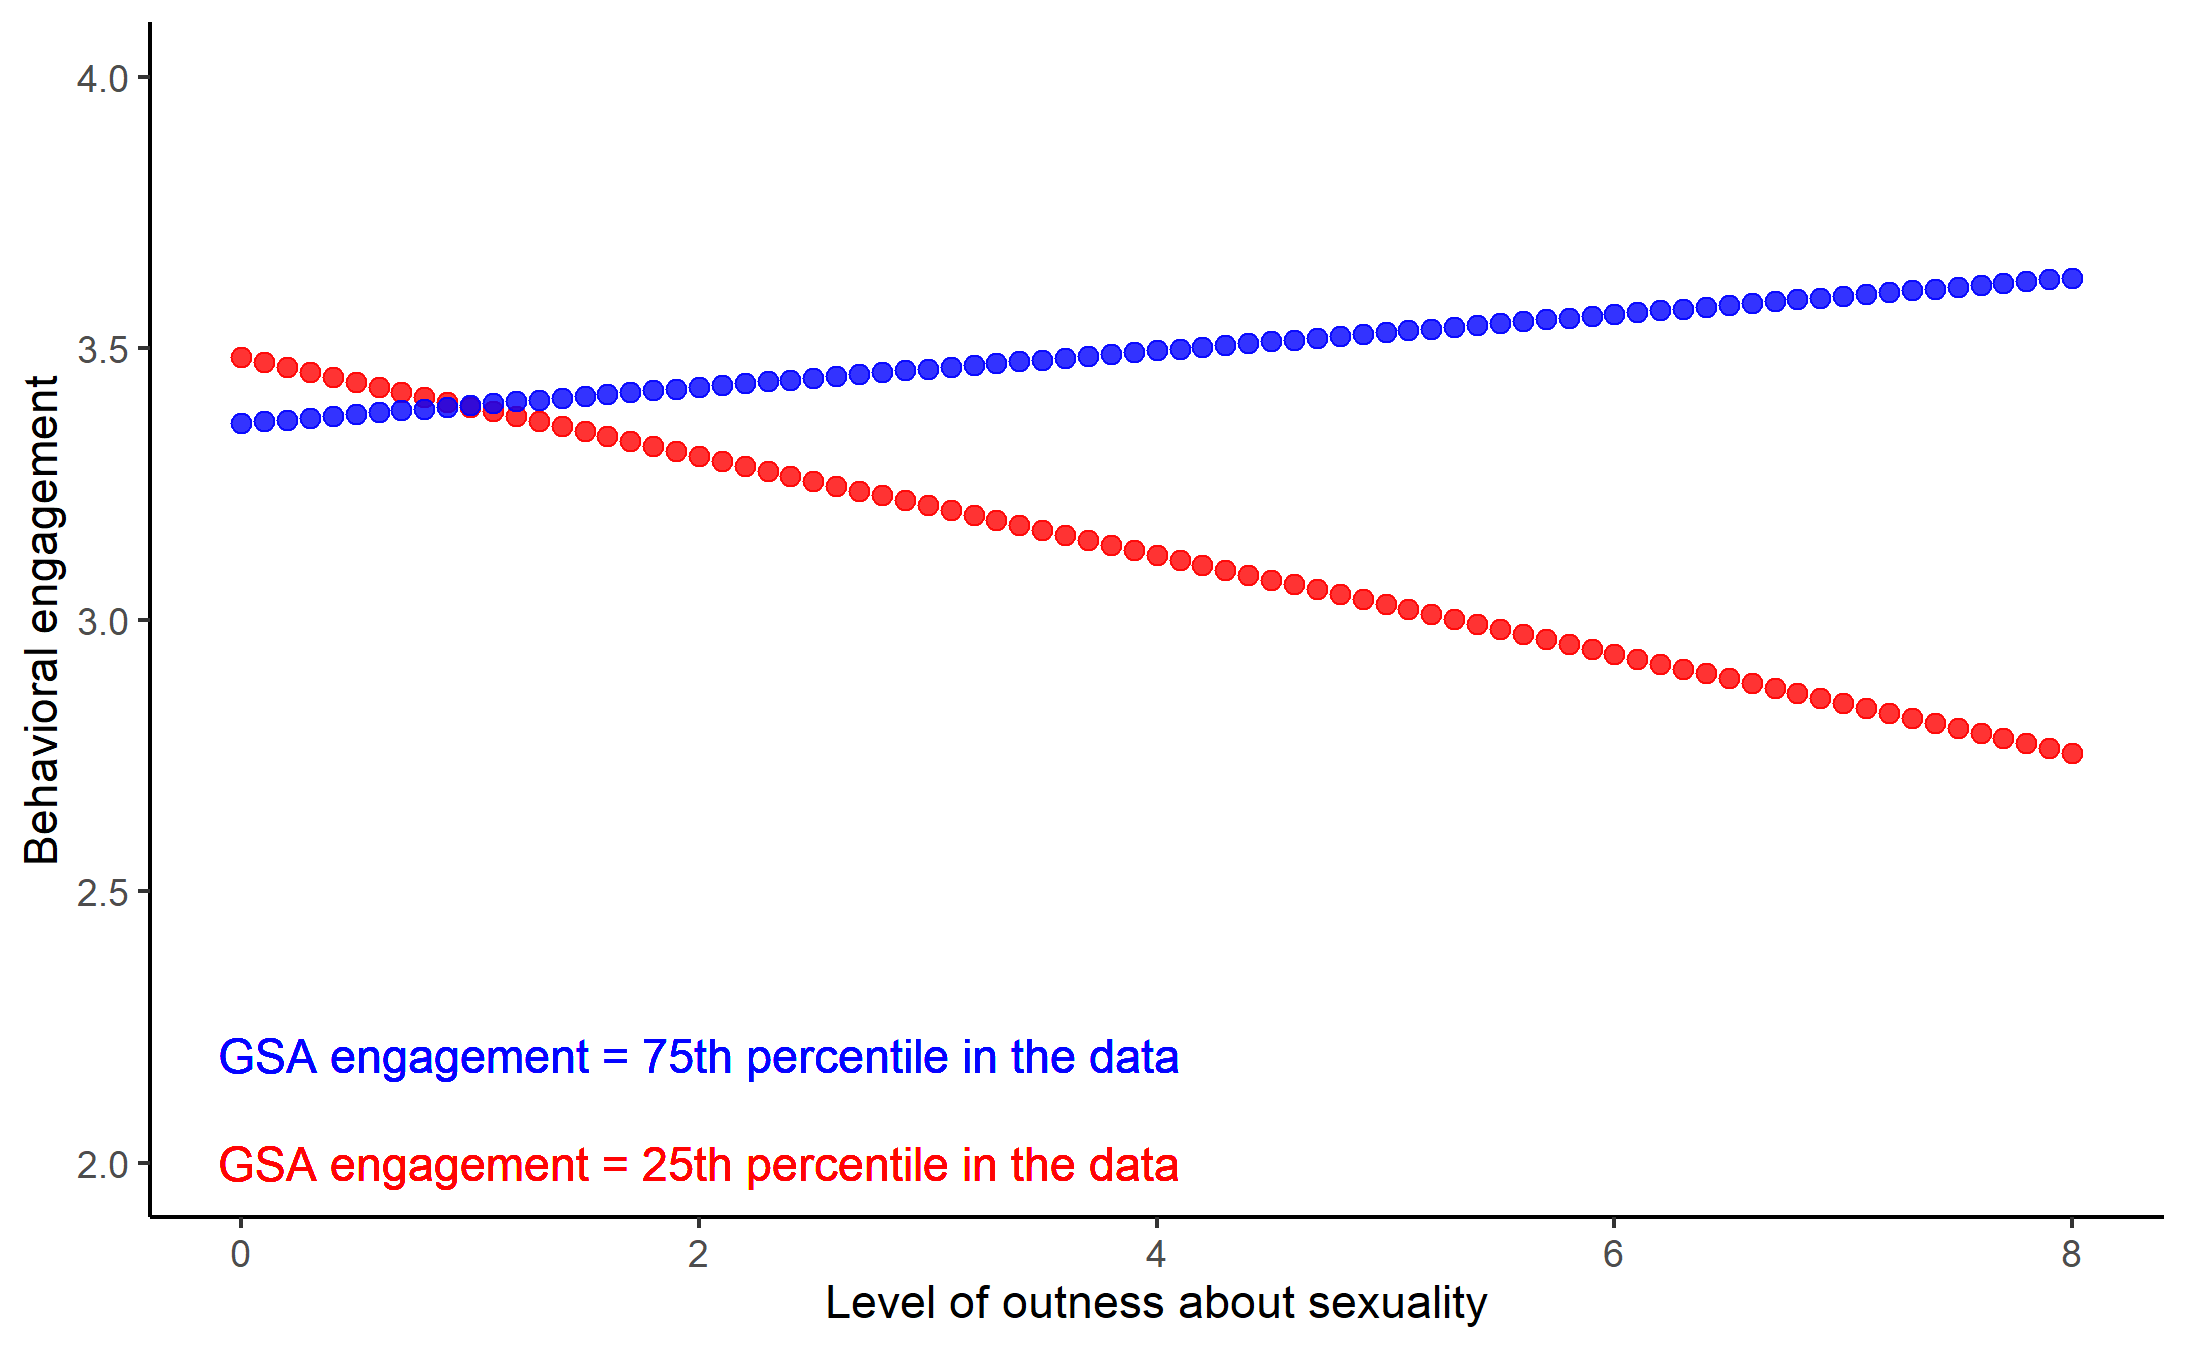 4.0
3.5
3.0
2.5
2.0
Behavioral engagement
GSA engagement = 75th percentile in the data
GSA engagement = 25th percentile in the data
0 2 4 6 8
Level of outness about sexuality